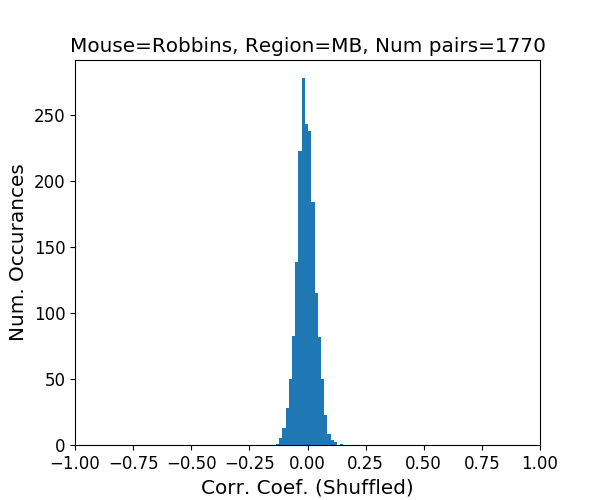 Mouse=Robbins, Region=MB, Num pairs=1770
Num. Occurances
250
200
150
100
50
0
−1.00 −0.75 −0.50 −0.25 0.00 0.25 0.50 0.75 1.00
Corr. Coef. (Shuffled)